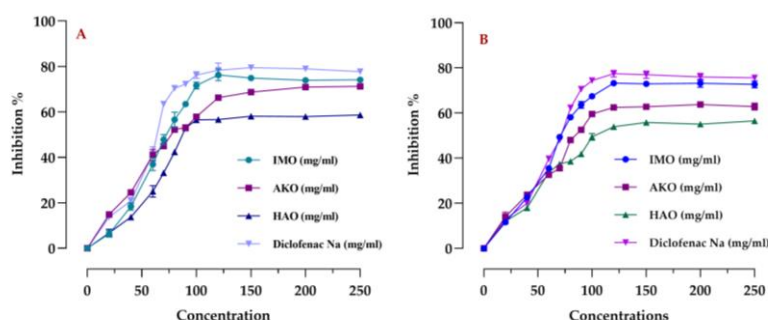 A
Inhibition %
100
80
60
40
20
0
0
50
100
150
200
250
Concentration
IMO (mg/ml)
AKO (mg/ml)
HAO (mg/ml)
Diclofenac Na (mg/ml)
B
Inhibition %
100
80
60
40
20
0
0
50
100
150
200
250
Concentrations
IMO (mg/ml)
AKO (mg/ml)
HAO (mg/ml)
Diclofenac Na (mg/ml)